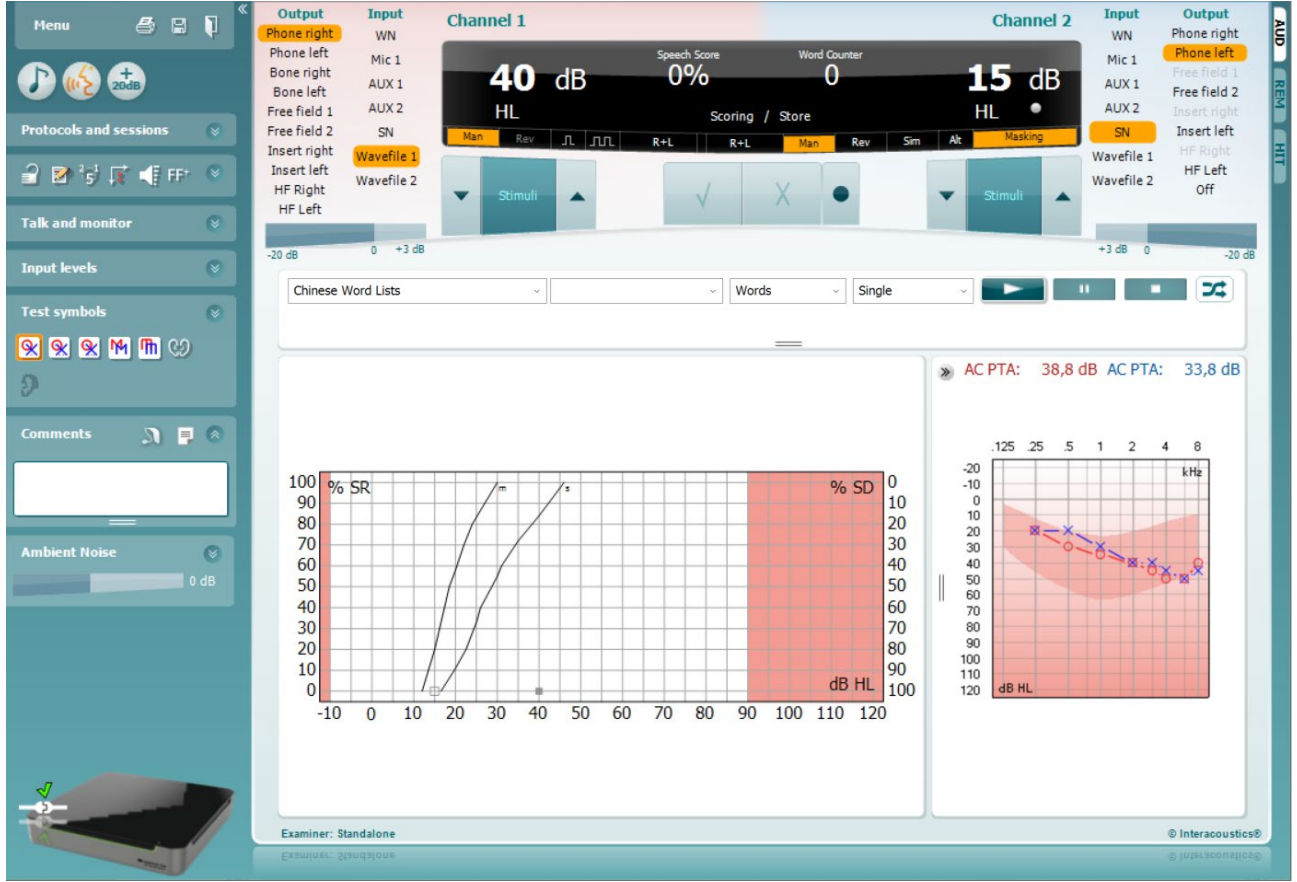 Menu
20dB
Protocols and sessions
FF+
Talk and monitor
Input levels
Test symbols
Comments
Ambient Noise
0 dB
Output
Phone right
Phone left
Bone right
Bone left
Free field 1
Free field 2
Insert right
Insert left
HF Right
HF Left
Input
WN
Mic 1
AUX 1
AUX 2
SN
Wavefile 1
Wavefile 2
-20 dB 0 +3 dB
Channel 1
Channel 2
40 dB
HL
Speech Score
0%
Word Counter
0
Scoring / Store
15 dB
HL
Man Rev R+L R+L Man Rev Sim Alt Masking
Stimuli
Stimuli
Input
WN
Mic 1
AUX 1
AUX 2
SN
Wavefile 1
Wavefile 2
Output
Phone right
Phone left
Free field 1
Free field 2
Insert right
Insert left
HF Right
HF Left
Off
+3 dB 0 -20 dB
AUD
REM
HIT
Chinese Word Lists Words Single
% SR
% SD
m
s
100
90
80
70
60
50
40
30
20
10
0
0
10
20
30
40
50
60
70
80
90
100
dB HL
-10 0 10 20 30 40 50 60 70 80 90 100 110 120
AC PTA: 38,8 dB AC PTA: 33,8 dB
.125 .25 .5 1 2 4 8
kHz
-20
-10
0
10
20
30
40
50
60
70
80
90
100
110
120
dB HL
Examiner: Standalone
© Interacoustics®